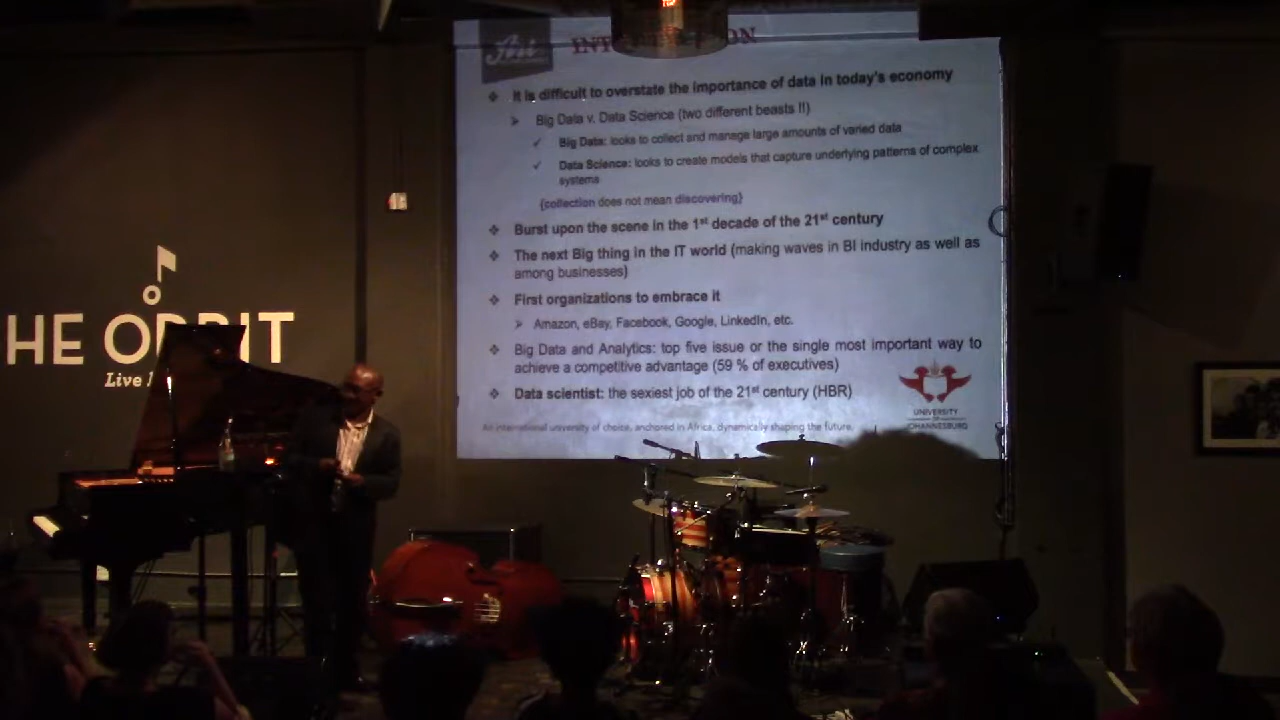 Art
It is difficult to overstate the importance of data in today's economy
Big Data v. Data Science (two different beasts !!)
Big Data: looks to collect and manage large amounts of varied data
Data Science: looks to create models that capture underlying patterns of complex
systems
{collection does not mean discovering}
Burst upon the scene in the 1st decade of the 21st century
The next Big thing in the IT world (making waves in BI industry as well as
among businesses)
First organizations to embrace it
Amazon, eBay, Facebook, Google, LinkedIn, etc.
Big Data and Analytics: top five issue or the single most important way to
achieve a competitive advantage (59 % of executives)
Data scientist: the sexiest job of the 21st century (HBR)
UNIVERSITY
JOHANNESBURG
An international university of choice, anchored in Africa, dynamically shaping the future.
HE ORBIT
Live